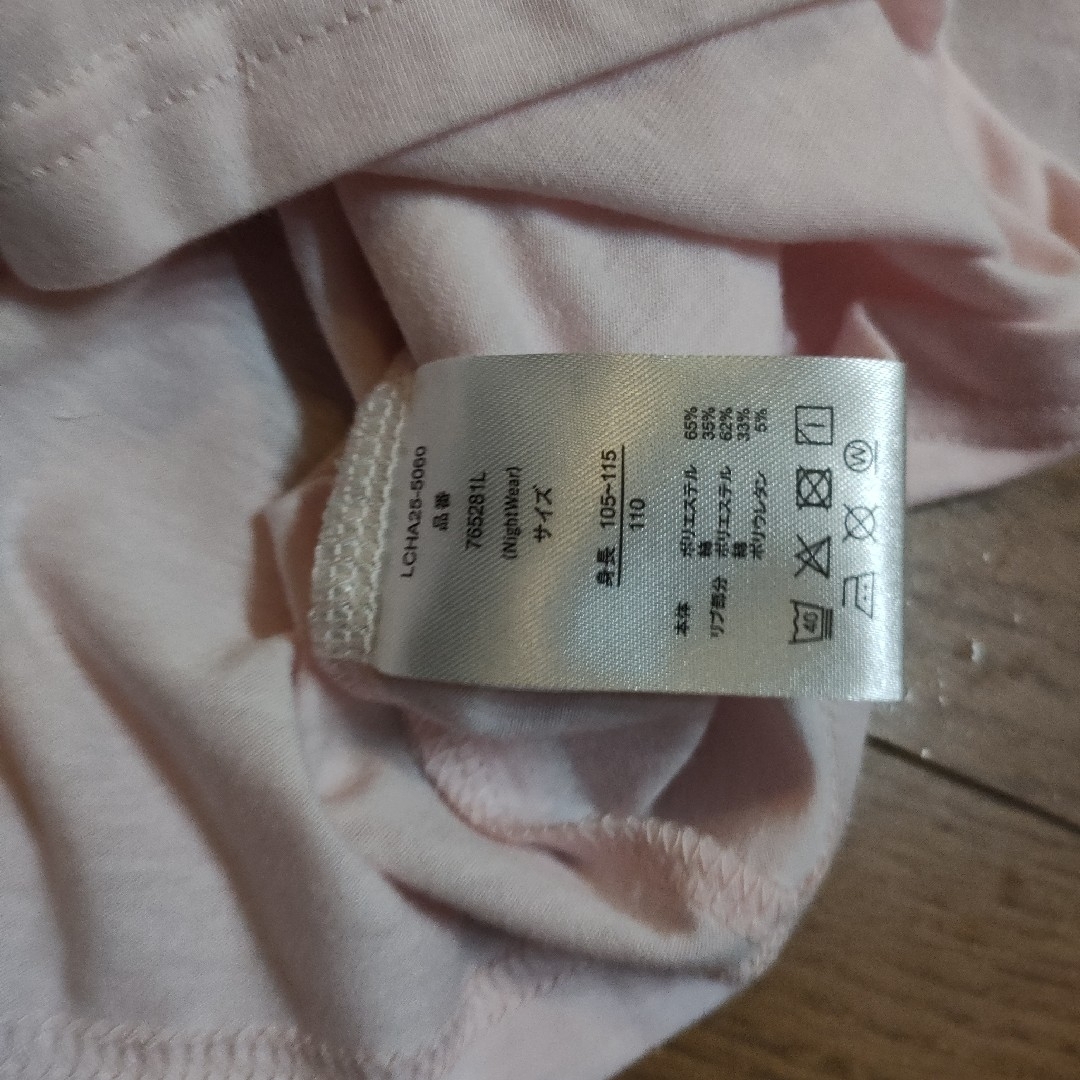 LCHA25-5060
品番
765281L
(NightWear)
サイズ
身長 105~115
110
本体 ポリエステル 65%
綿 35%
リブ部分 ポリエステル 62%
綿 33%
ポリウレタン 5%
40
W